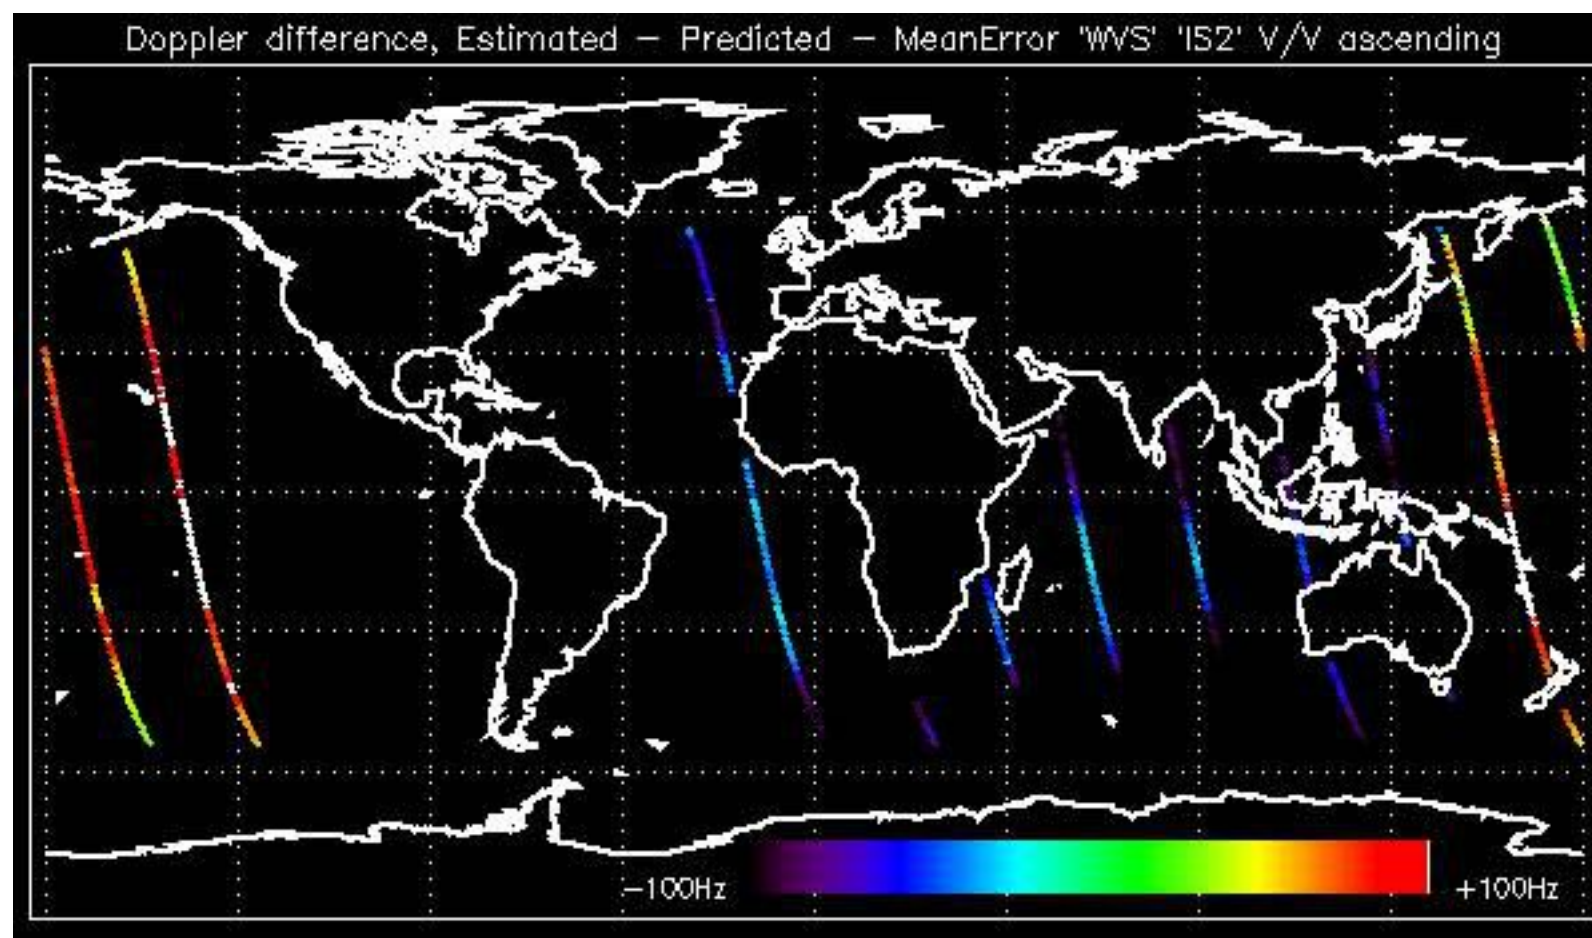 Doppler difference, Estimated – Predicted – MeanError 'WVS' 'IS2' V/V ascending
–100Hz +100Hz